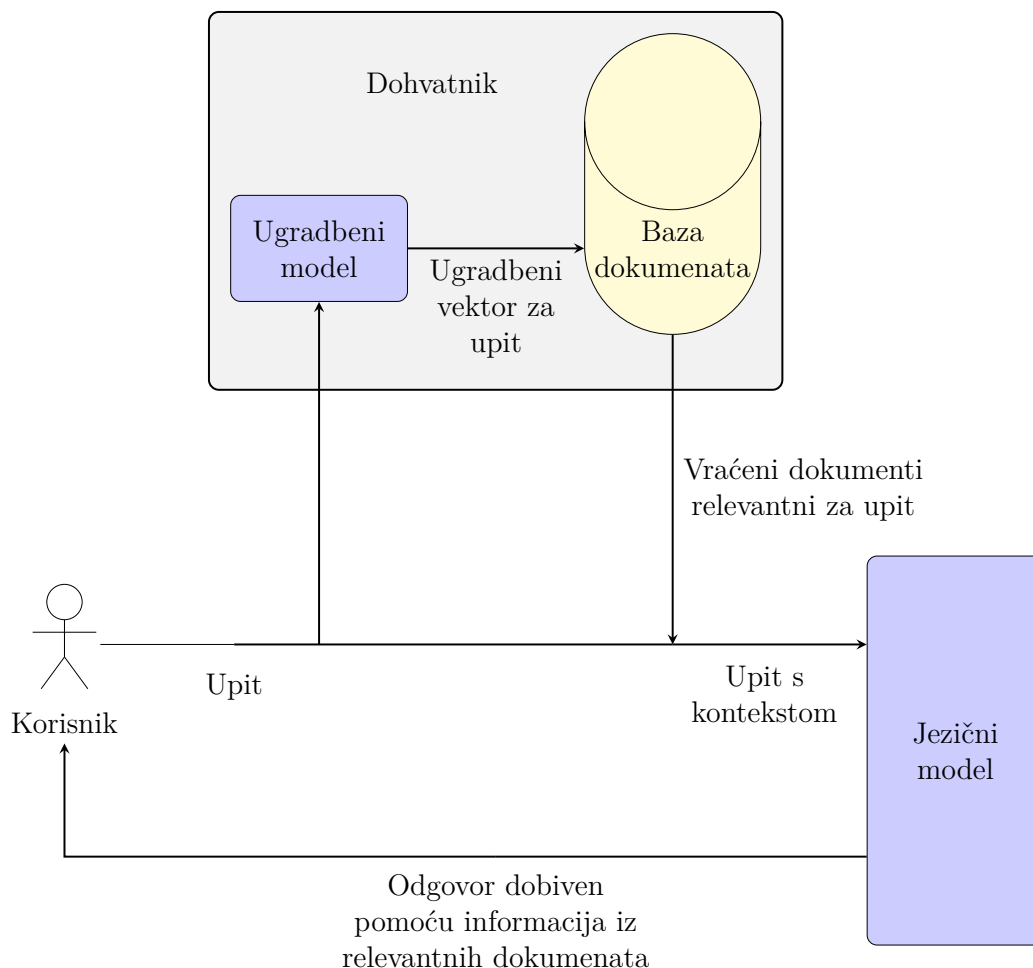 Dohvatnik
Ugradbeni
model
Ugradbeni
vektor za
upit
Baza
dokumenata
Vraćeni dokumenti
relevantni za upit
Korisnik
Upit
Upit s
kontekstom
Jezični
model
Odgovor dobiven
pomoću informacija iz
relevantnih dokumenata